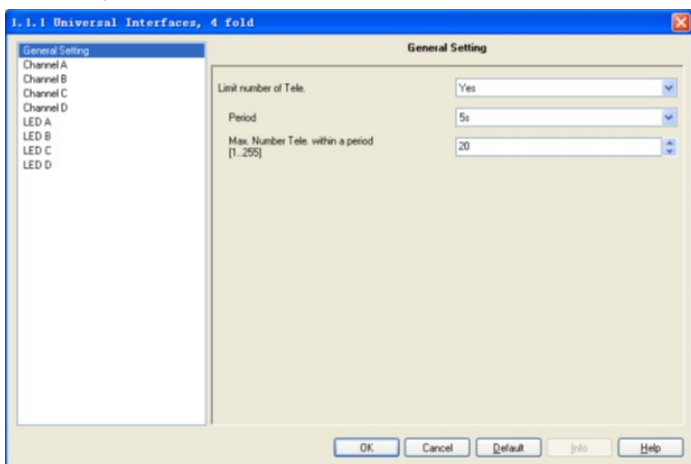 1.1.1 Universal Interfaces, 4 fold
General Setting
Channel A
Channel B
Channel C
Channel D
LED A
LED B
LED C
LED D
General Setting
Limit number of Tele.
Yes
Period
5s
Max. Number Tele. within a period
[1..255]
20
OK
Cancel
Default
Info
Help